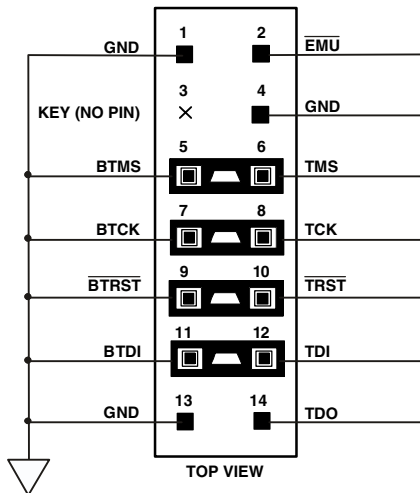 1 2
GND EMU
3 4
KEY (NO PIN) GND
5 6
BTMS TMS
7 8
BTCK TCK
9 10
BTRST TRST
11 12
BTDI TDI
13 14
GND TDO
TOP VIEW